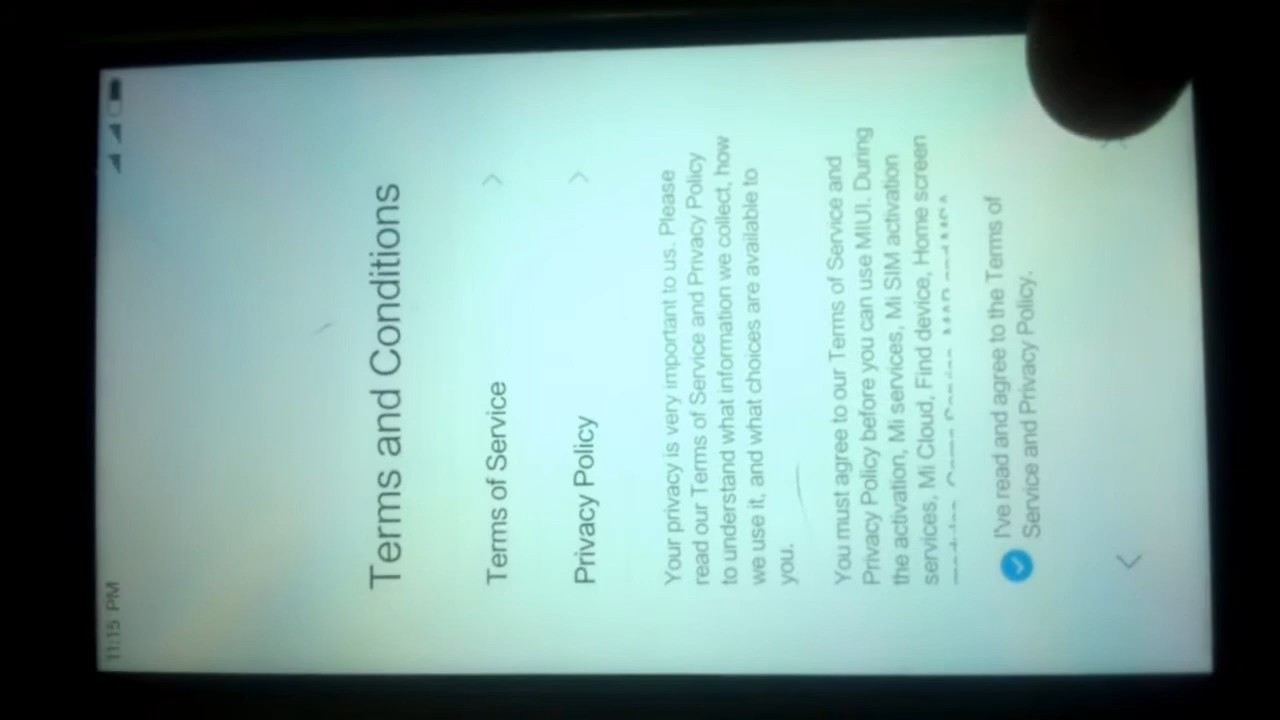 11:15 PM
Terms and Conditions
Terms of Service
Privacy Policy
Your privacy is very important to us. Please
read our Terms of Service and Privacy Policy
to understand what information we collect, how
we use it, and what choices are available to
you.
You must agree to our Terms of Service and
Privacy Policy before you can use MIUI. During
the activation, Mi services, Mi SIM activation
services, Mi Cloud, Find device, Home screen
I've read and agree to the Terms of
Service and Privacy Policy.